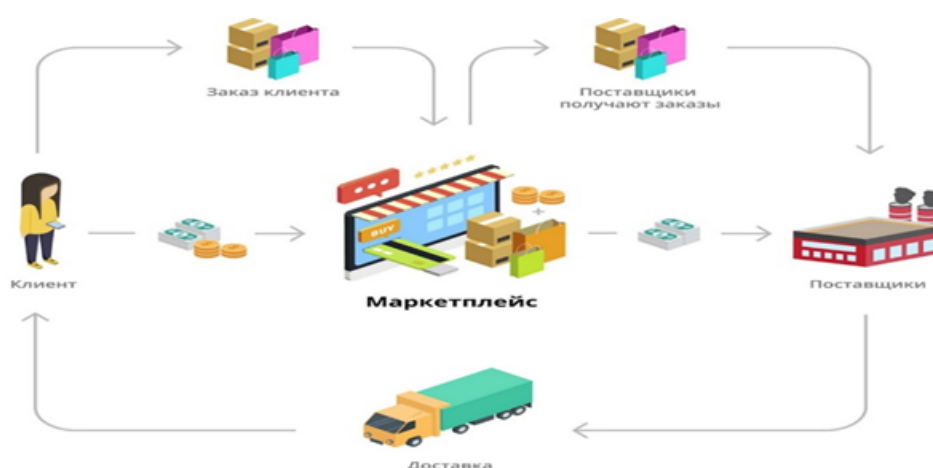 Заказ клиента
Поставщики
получают заказы
BUY
Клиент
Маркетплейс
Поставщики
Доставка